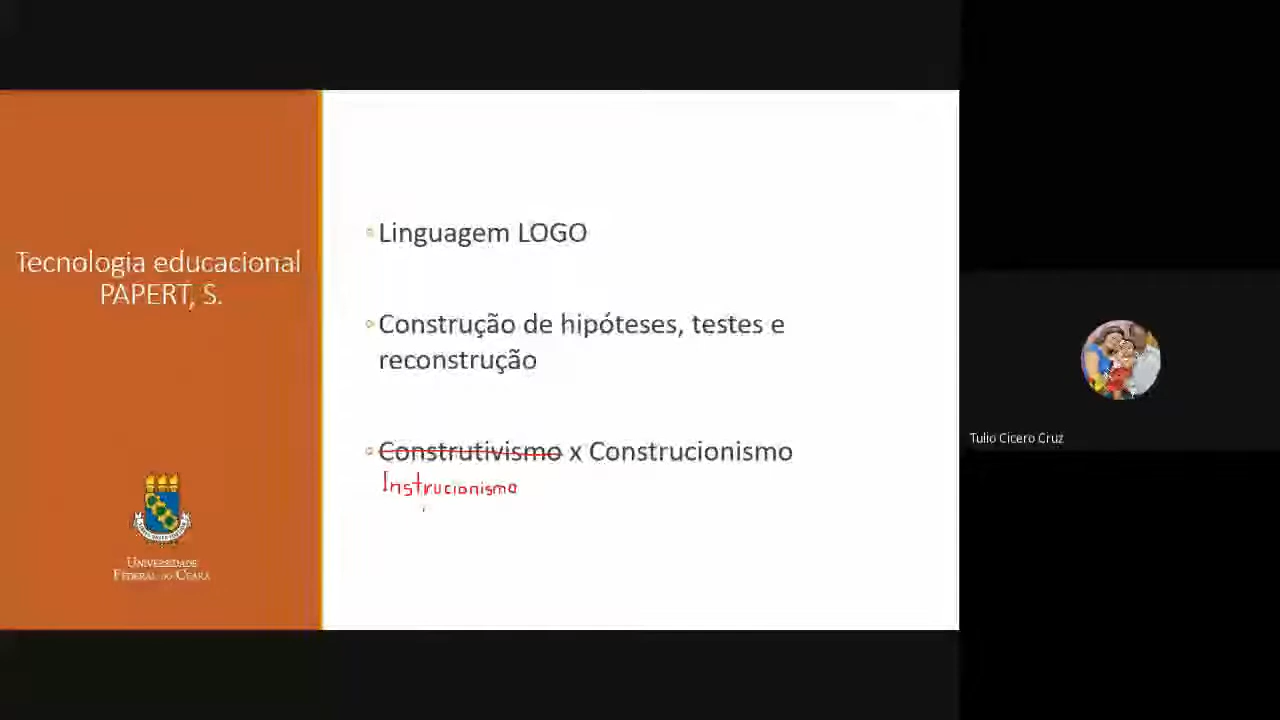 Tecnologia educacional
PAPERT, S.
UNIVERSIDADE
FEDERAL DO CEARÁ
Linguagem LOGO
Construção de hipóteses, testes e
reconstrução
Construtivismo x Construcionismo
Instrucionismo
Tulio Cicero Cruz